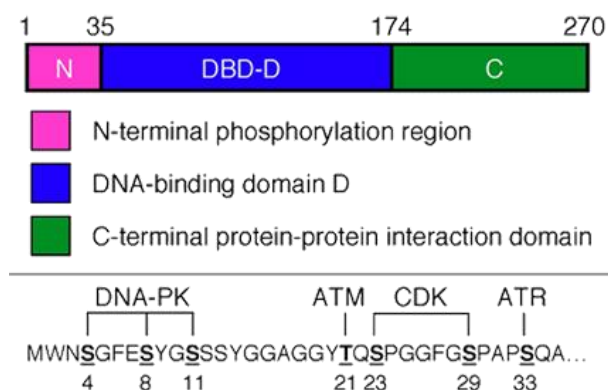 1 35 174 270
N DBD-D C
N-terminal phosphorylation region
DNA-binding domain D
C-terminal protein-protein interaction domain
DNA-PK ATM CDK ATR
MWNSGFESYGSSSYGGAGGYTQSPGGFGSPAPSQA...
4 8 11 21 23 29 33